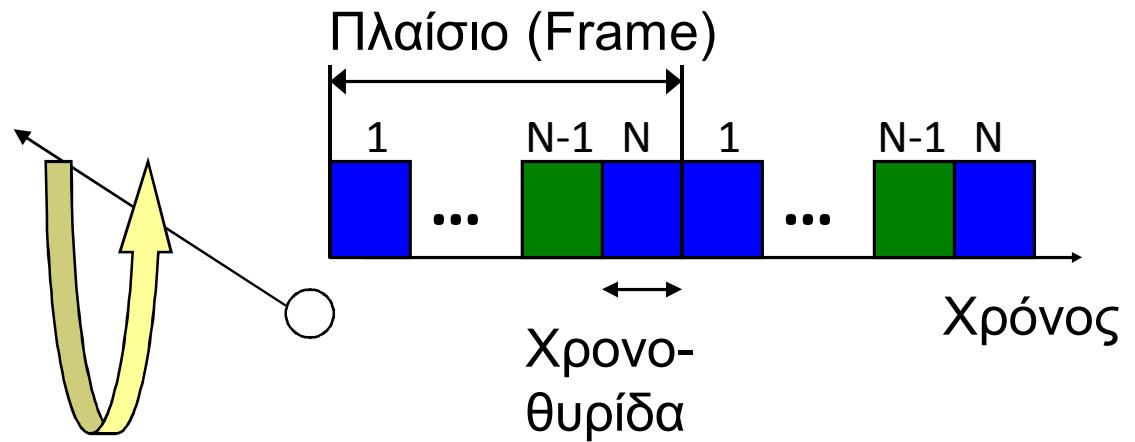 Πλαίσιο (Frame)
1 N-1 N 1 N-1 N
... ...
Χρόνος
Χρονο-
θυρίδα